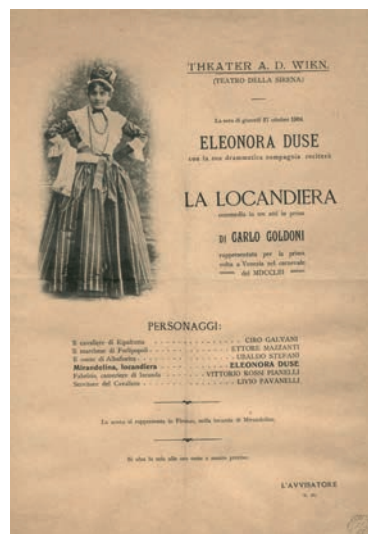 THEATER A. D. WIEN.
(TEATRO DELLA SIRENA)
La sera di giovedì 27 ottobre
ELEONORA DUSE
con la sua drammatica compagnia reciterà
LA LOCANDIERA
commedia in tre atti in prosa
DI CARLO GOLDONI
rappresentata per la prima
volta a Venezia nel carnevale
del MDCCLIII
PERSONAGGI:
Il cavaliere di Ripafratta . . . . . . . . . . CIRO GALVANI
Il marchese di Forlipopoli . . . . . . . . . . ETTORE MAZZANTI
Il conte di Albafiorita . . . . . . . . . . UBALDO STEFANI
Mirandolina, locandiera . . . . . . . . . . ELEONORA DUSE
Fabrizio, cameriere di locanda . . . . . . . . . . VITTORIO ROSSI PIANELLI
Servitore del Cavaliere . . . . . . . . . . LIVIO PAVANELLI
La scena si rappresenta in Firenze, nella locanda di Mirandolina.
Si alza la tela alle ore sette e mezza precise.
L'AVVISATORE